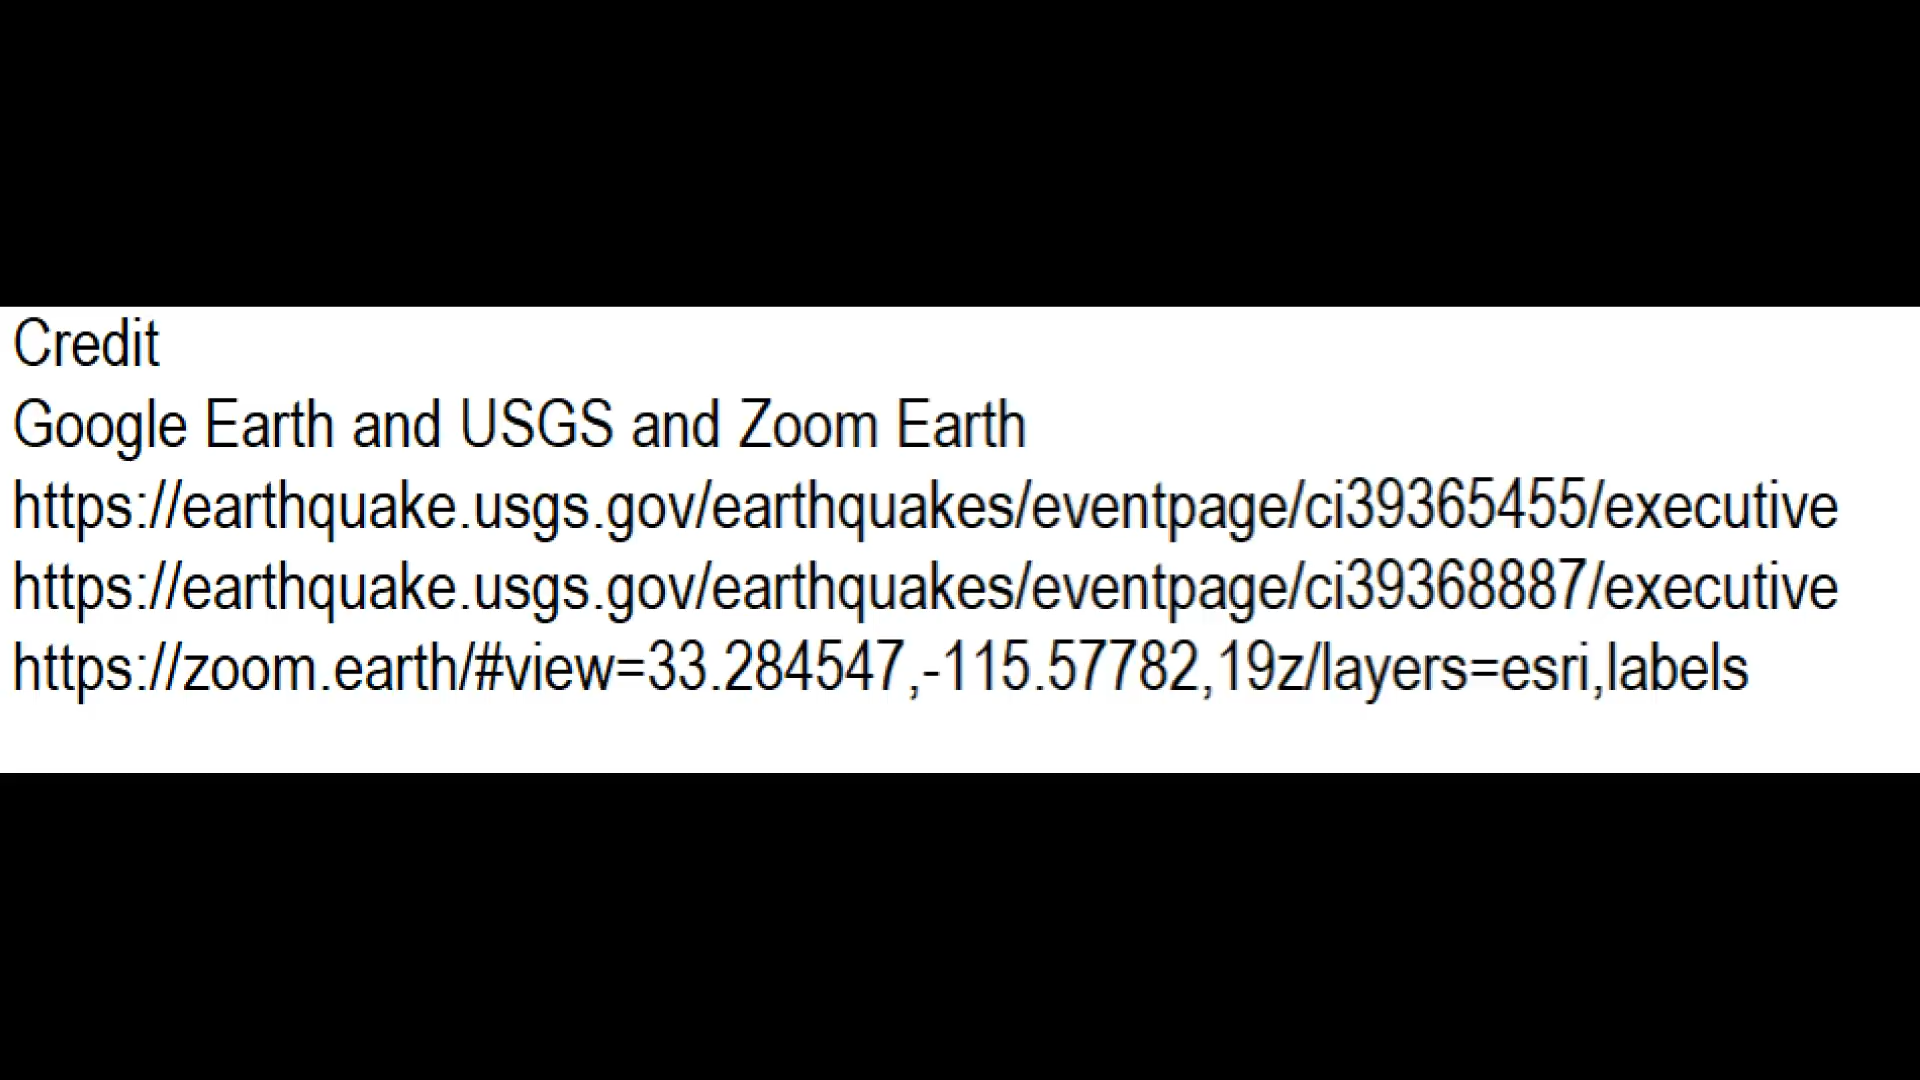 Credit
Google Earth and USGS and Zoom Earth
https://earthquake.usgs.gov/earthquakes/eventpage/ci39365455/executive
https://earthquake.usgs.gov/earthquakes/eventpage/ci39368887/executive
https://zoom.earth/#view=33.284547,-115.57782,19z/layers=esri,labels